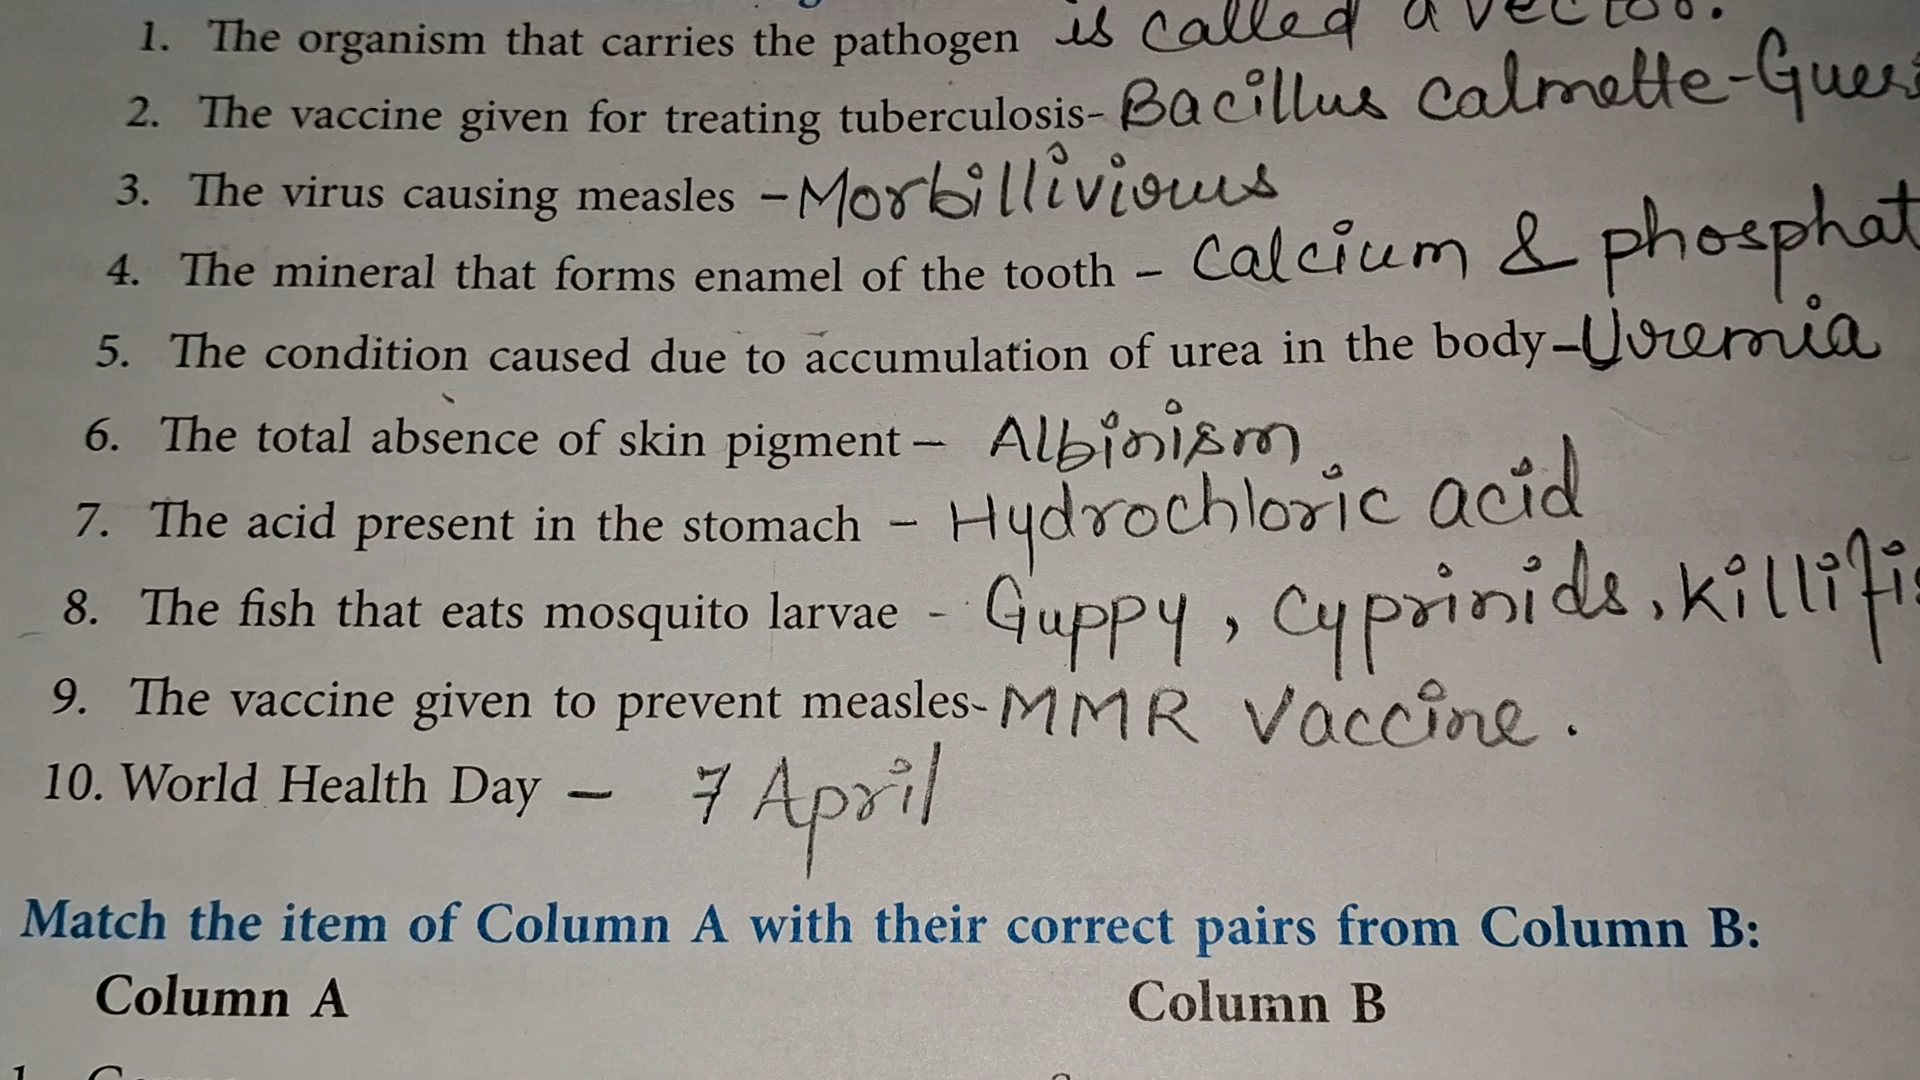 1. The organism that carries the pathogen is called a vector.
2. The vaccine given for treating tuberculosis- Bacillus Calmette-Guer
3. The virus causing measles - Morbillivirus
4. The mineral that forms enamel of the tooth - Calcium & phosphat
5. The condition caused due to accumulation of urea in the body - Uremia
6. The total absence of skin pigment - Albinism
7. The acid present in the stomach - Hydrochloric acid
8. The fish that eats mosquito larvae - Guppy, Cyprinids, killifis
9. The vaccine given to prevent measles- MMR Vaccine.
10. World Health Day - 7 April
Match the item of Column A with their correct pairs from Column B:
Column A Column B